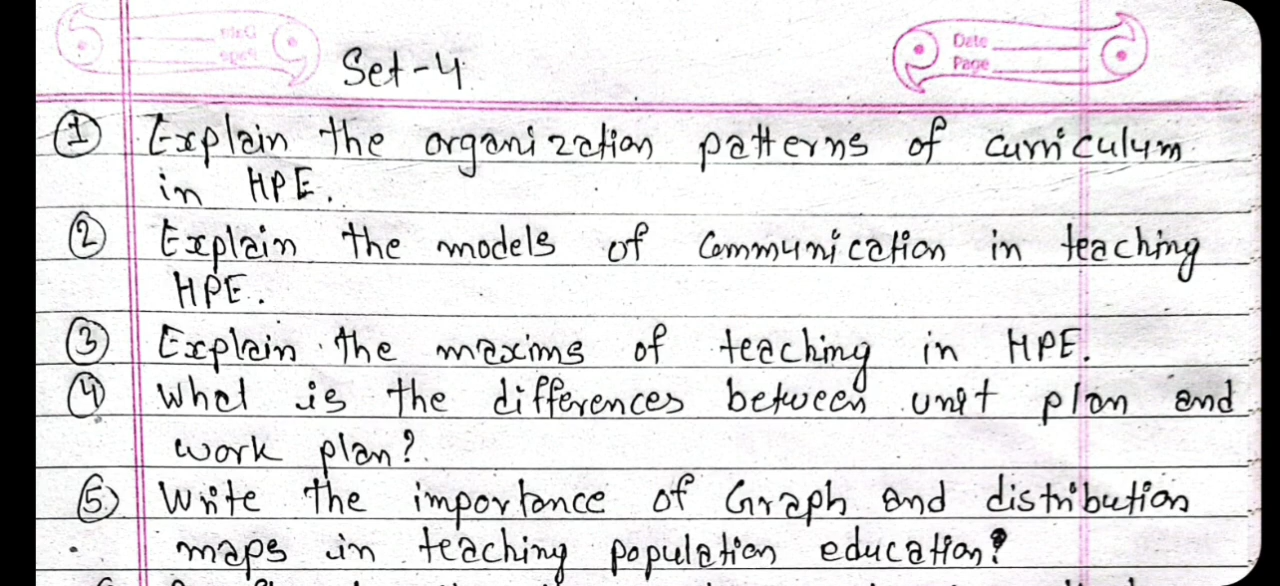 Date
Page
Set-4
① Explain the organization patterns of curriculum
in HPE.
② Explain the models of Communication in teaching
HPE.
③ Explain the maxims of teaching in HPE.
④ What is the differences between unit plan and
work plan?
⑤ Write the importance of Graph and distribution
maps in teaching population education?